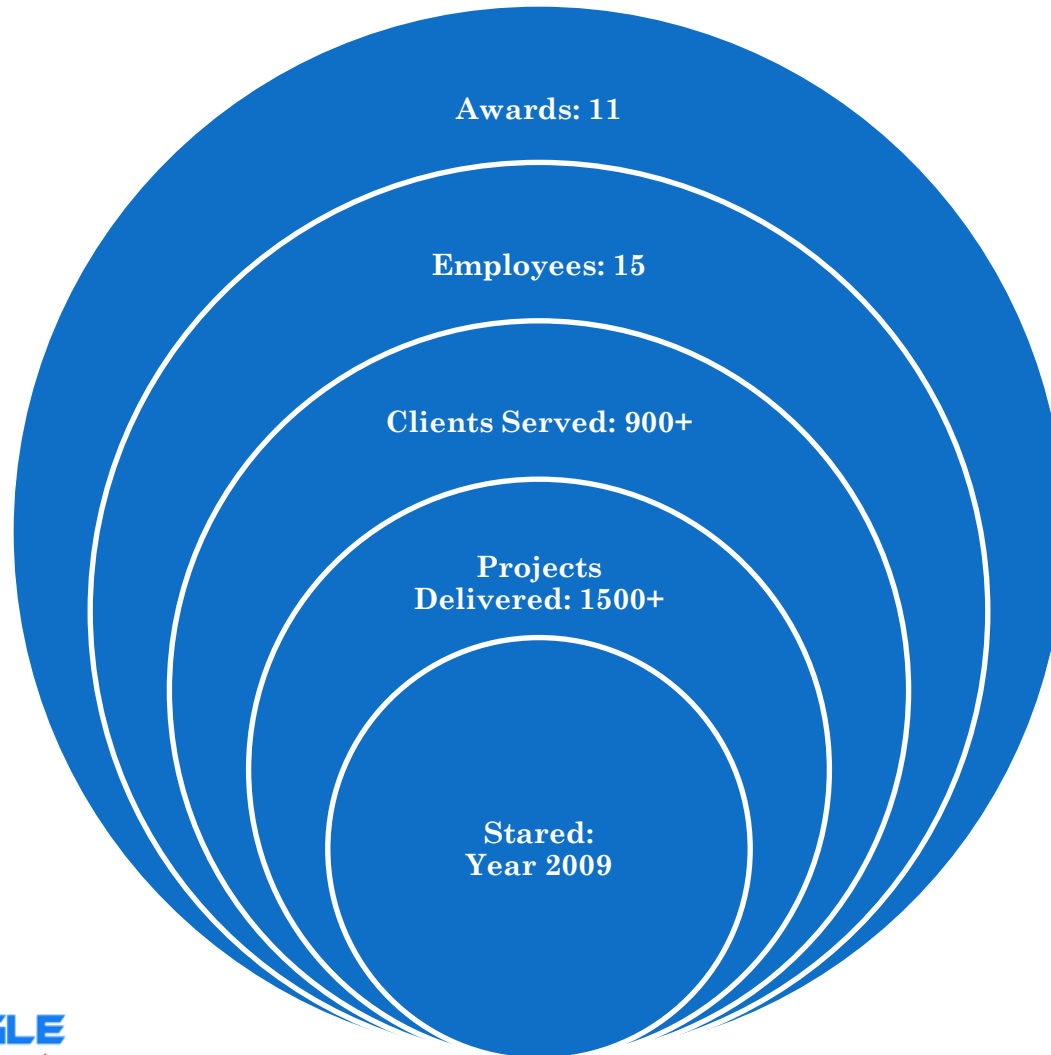 Awards: 11
Employees: 15
Clients Served: 900+
Projects
Delivered: 1500+
Stared:
Year 2009